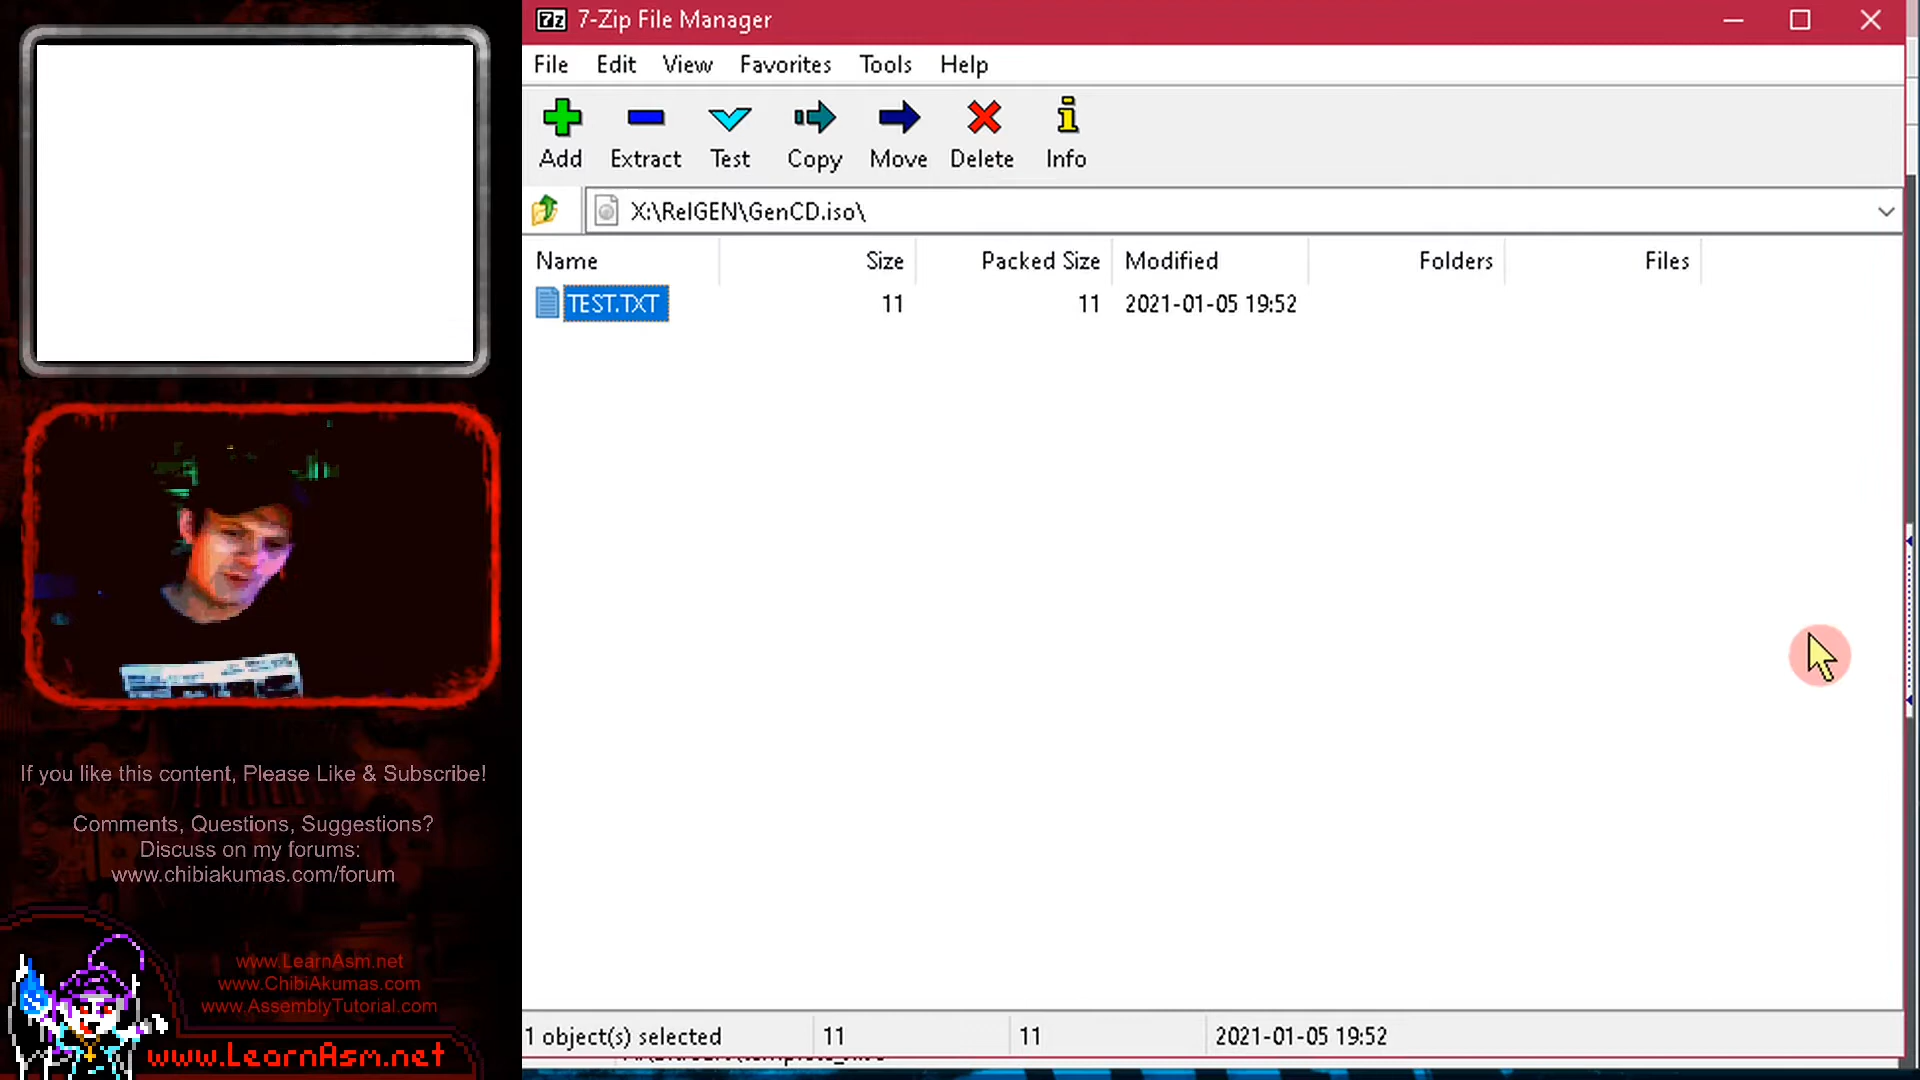 7z 7-Zip File Manager
File Edit View Favorites Tools Help
Add Extract Test Copy Move Delete Info
X:\RelGEN\GenCD.iso\
Name Size Packed Size Modified Folders Files
TEST.TXT 11 11 2021-01-05 19:52
1 object(s) selected 11 11 2021-01-05 19:52
If you like this content, Please Like & Subscribe!
Comments, Questions, Suggestions?
Discuss on my forums:
www.chibiakumas.com/forum
www.LearnAsm.net
www.ChibiAkumas.com
www.AssemblyTutorial.com
www.LearnAsm.net